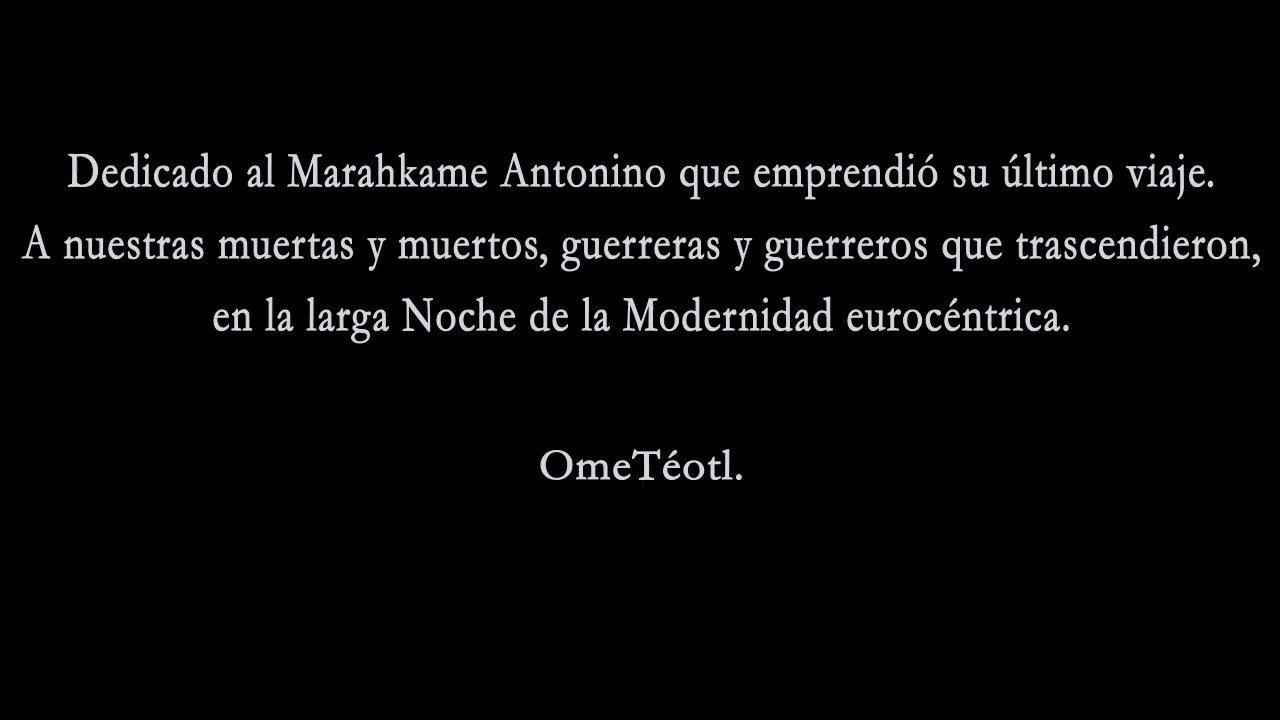 Dedicado al Marahkame Antonino que emprendió su último viaje.
A nuestras muertas y muertos, guerreras y guerreros que trascendieron,
en la larga Noche de la Modernidad eurocéntrica.
OmeTéotl.